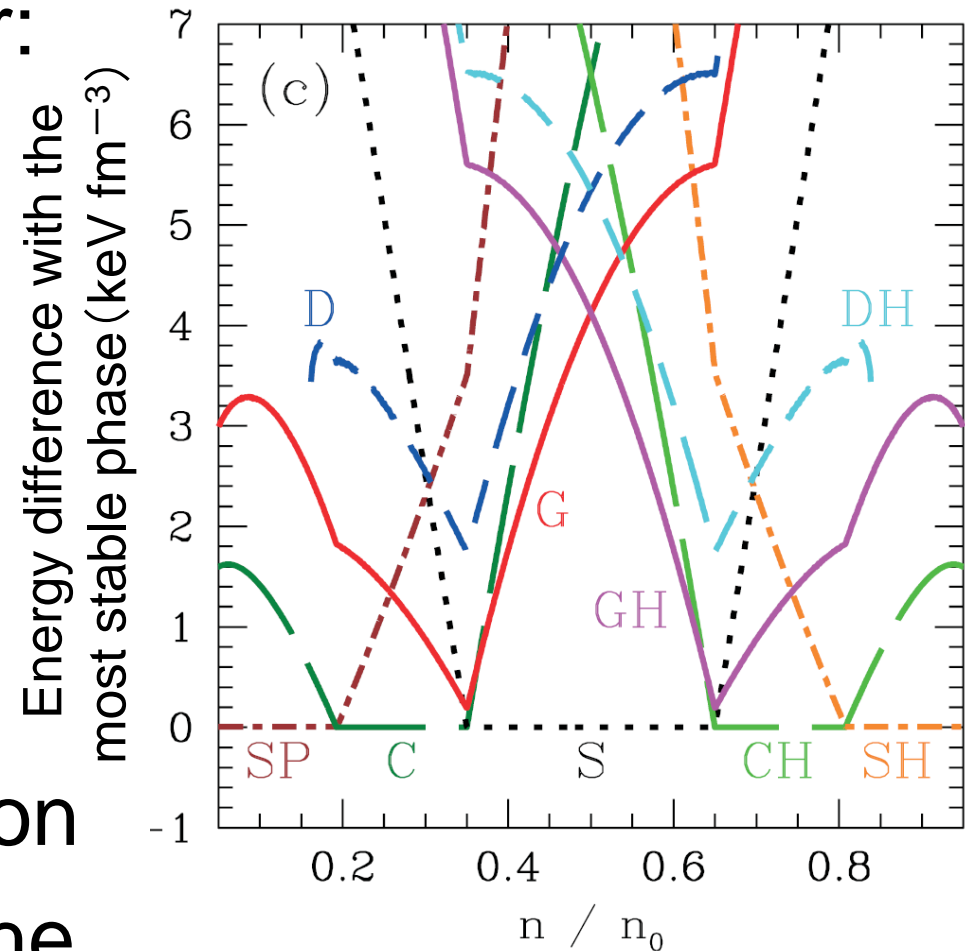 r:
Energy difference with the
most stable phase(keV fm⁻³)
(c)
7
6
5
4
3
2
1
0
-1
D
DH
G
GH
SP
C
S
CH
SH
0.2
0.4
0.6
0.8
n / n₀
on
ne